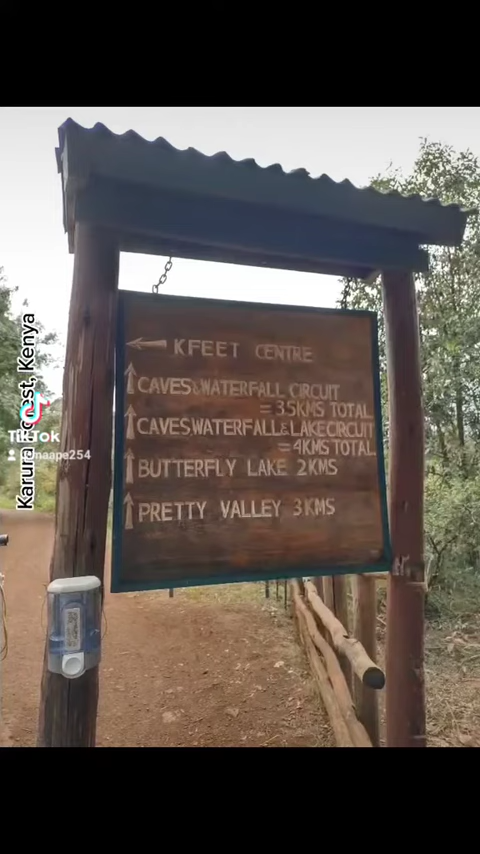 KFEET CENTRE
CAVES & WATERFALL CIRCUIT
= 3.5KMS TOTAL
CAVES, WATERFALL & LAKE CIRCUIT
= 4KMS TOTAL
BUTTERFLY LAKE 2KMS
PRETTY VALLEY 3KMS
Karura Forest, Kenya
TikTok